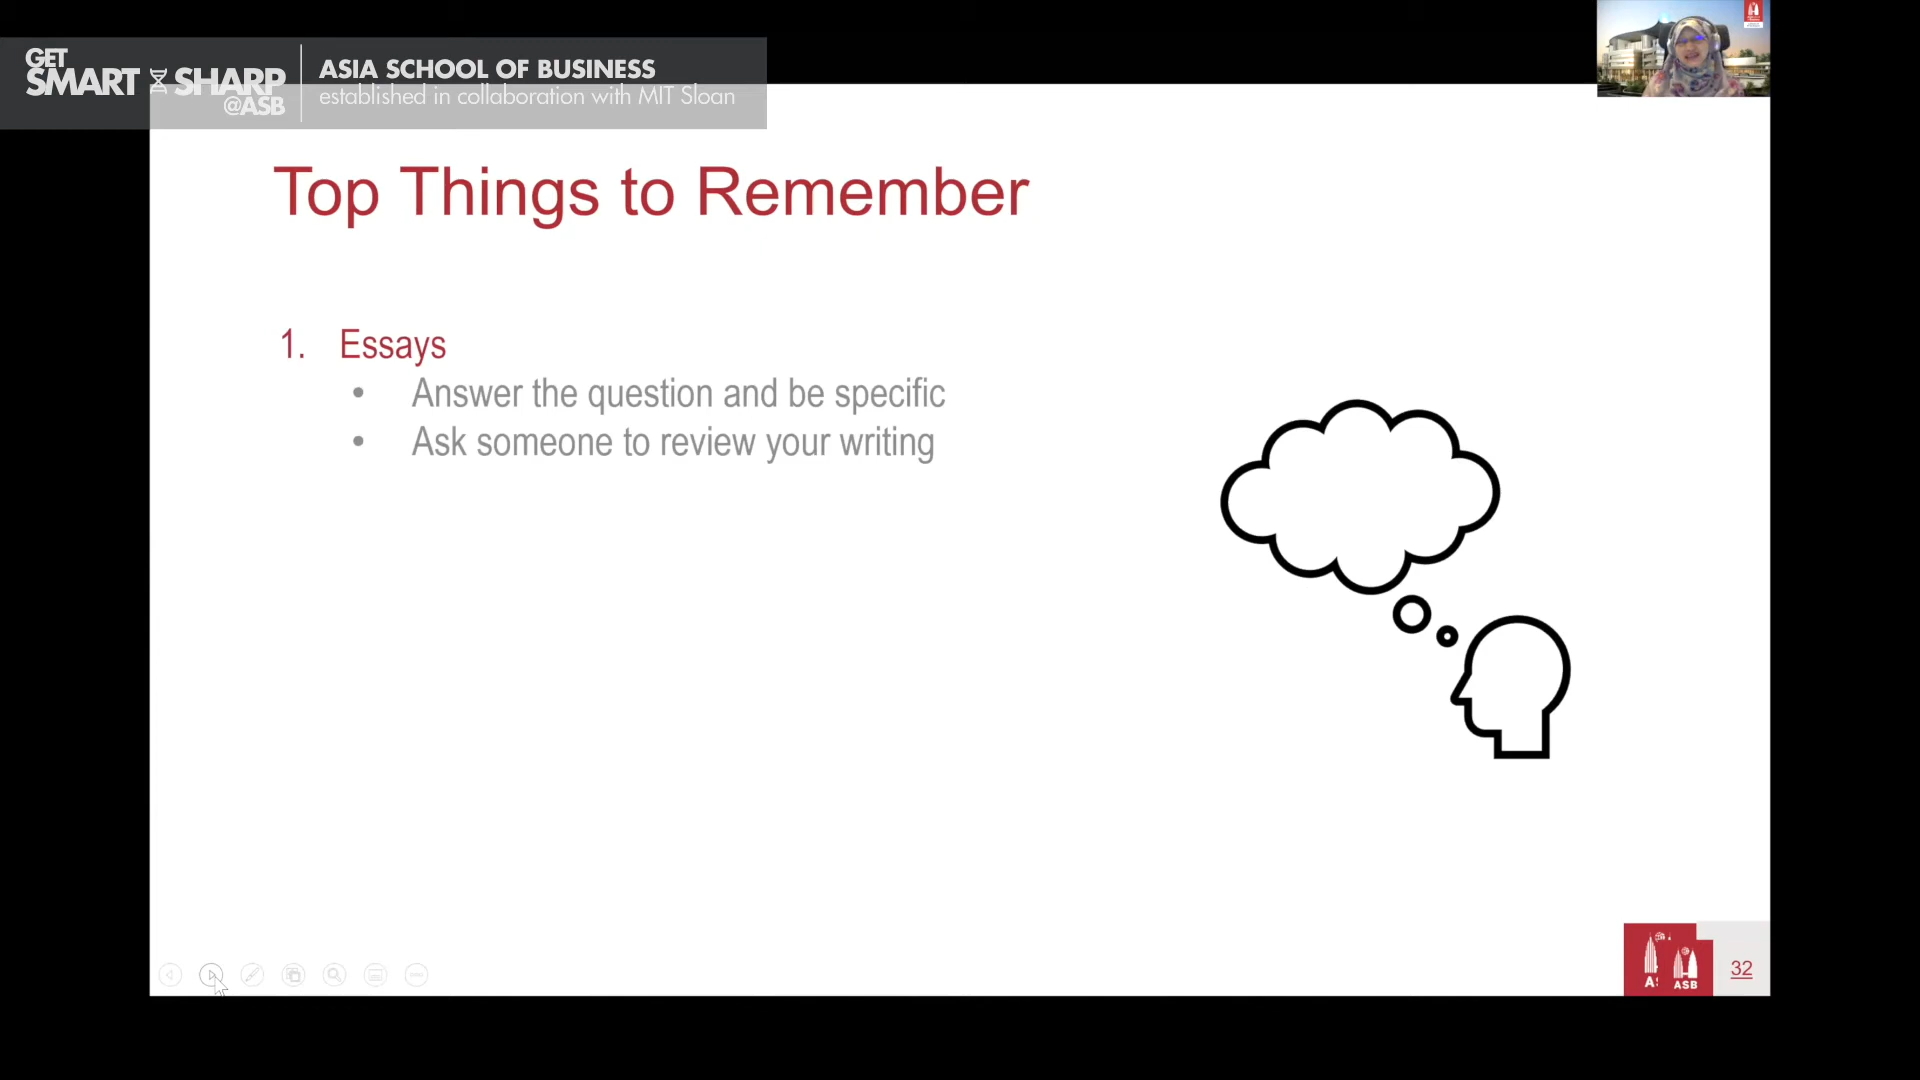 GET
SMART SHARP
@ASB
ASIA SCHOOL OF BUSINESS
established in collaboration with MIT Sloan
Top Things to Remember
1. Essays
• Answer the question and be specific
• Ask someone to review your writing
ASB
32